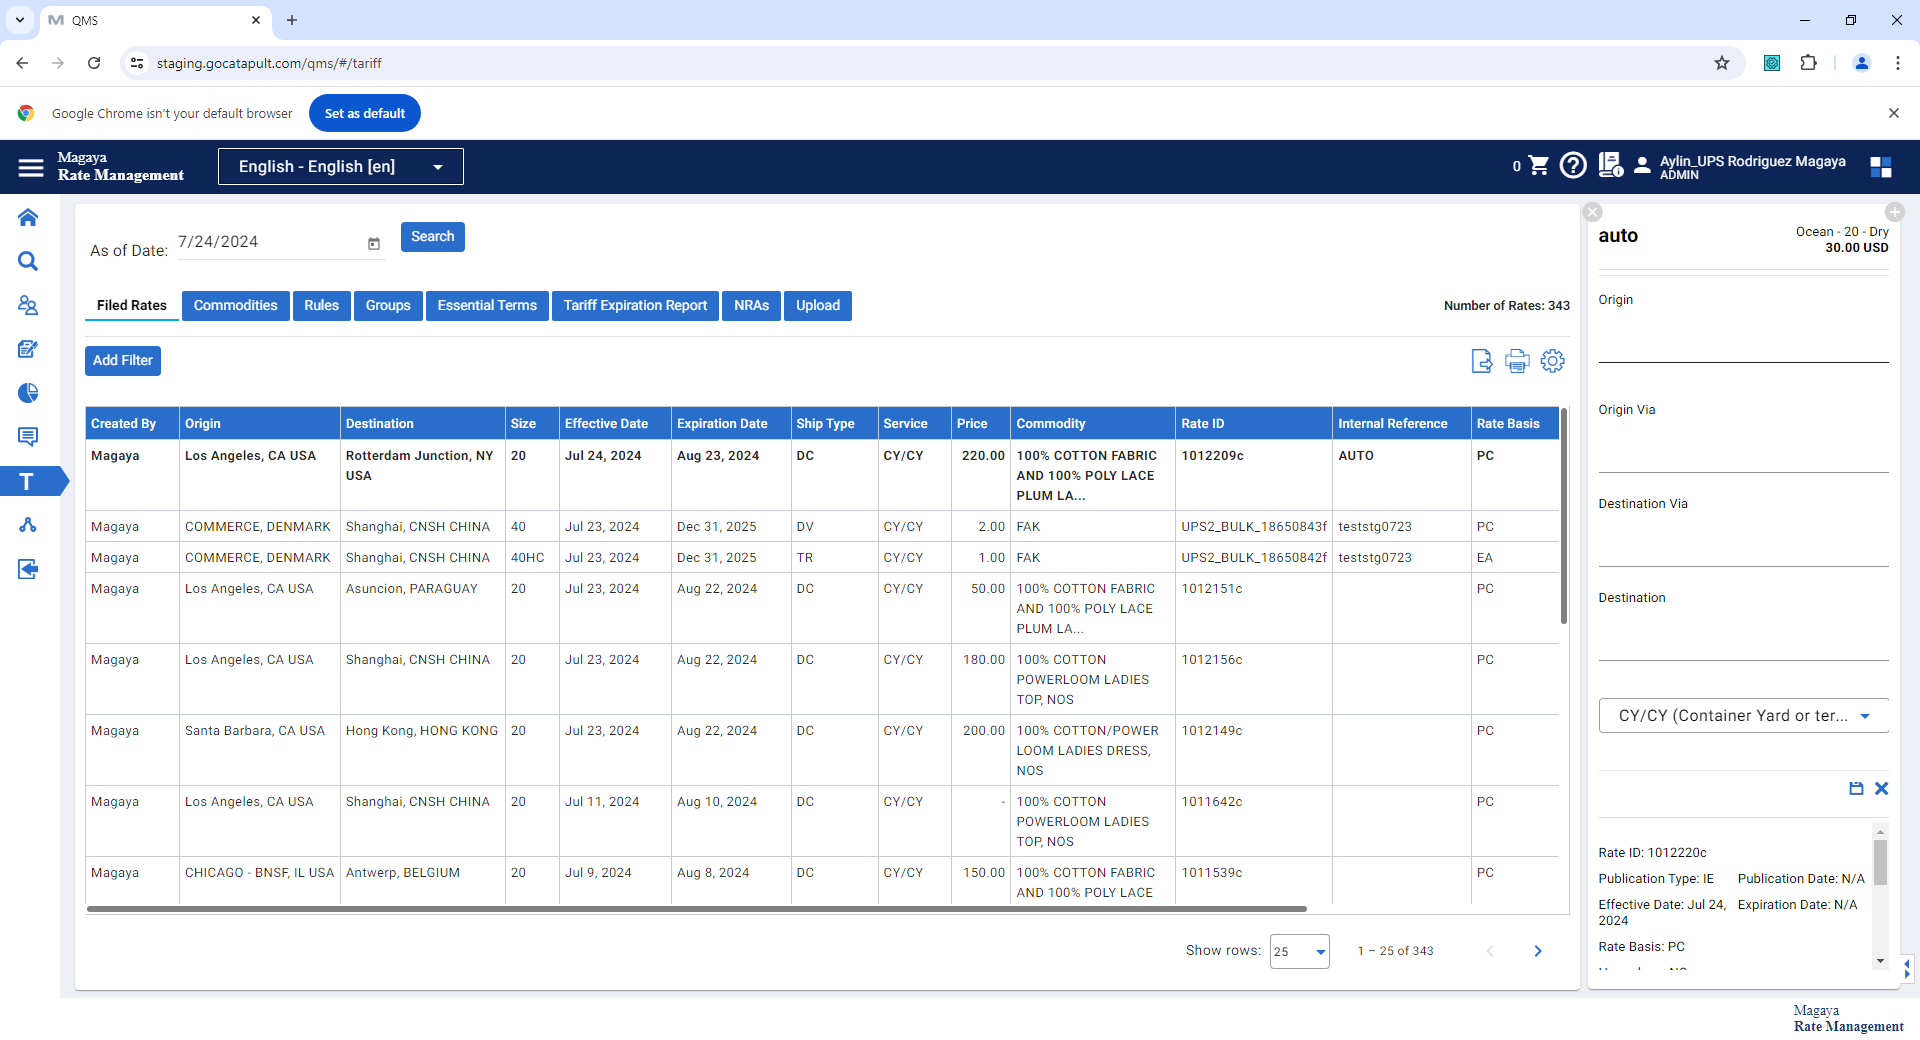 QMS
staging.gocatapult.com/qms/#/tariff
Google Chrome isn't your default browser
Set as default
Magaya
Rate Management
English - English [en]
0
Aylin_UPS Rodriguez Magaya
ADMIN
As of Date: 7/24/2024
Search
Filed Rates Commodities Rules Groups Essential Terms Tariff Expiration Report NRAs Upload
Number of Rates: 343
Add Filter
Created By Origin Destination Size Effective Date Expiration Date Ship Type Service Price Commodity Rate ID Internal Reference Rate Basis
Magaya Los Angeles, CA USA Rotterdam Junction, NY 20 Jul 24, 2024 Aug 23, 2024 DC CY/CY 220.00 100% COTTON FABRIC 1012209c AUTO PC
USA AND 100% POLY LACE
PLUM LA...
Magaya COMMERCE, DENMARK Shanghai, CNSH CHINA 40 Jul 23, 2024 Dec 31, 2025 DV CY/CY 2.00 FAK UPS2_BULK_18650843f teststg0723 PC
Magaya COMMERCE, DENMARK Shanghai, CNSH CHINA 40HC Jul 23, 2024 Dec 31, 2025 TR CY/CY 1.00 FAK UPS2_BULK_18650842f teststg0723 EA
Magaya Los Angeles, CA USA Asuncion, PARAGUAY 20 Jul 23, 2024 Aug 22, 2024 DC CY/CY 50.00 100% COTTON FABRIC 1012151c PC
AND 100% POLY LACE
PLUM LA...
Magaya Los Angeles, CA USA Shanghai, CNSH CHINA 20 Jul 23, 2024 Aug 22, 2024 DC CY/CY 180.00 100% COTTON 1012156c PC
POWERLOOM LADIES
TOP, NOS
Magaya Santa Barbara, CA USA Hong Kong, HONG KONG 20 Jul 23, 2024 Aug 22, 2024 DC CY/CY 200.00 100% COTTON/POWER 1012149c PC
LOOM LADIES DRESS,
NOS
Magaya Los Angeles, CA USA Shanghai, CNSH CHINA 20 Jul 11, 2024 Aug 10, 2024 DC CY/CY - 100% COTTON 1011642c PC
POWERLOOM LADIES
TOP, NOS
Magaya CHICAGO - BNSF, IL USA Antwerp, BELGIUM 20 Jul 9, 2024 Aug 8, 2024 DC CY/CY 150.00 100% COTTON FABRIC 1011539c PC
AND 100% POLY LACE
Show rows: 25 1 – 25 of 343
auto
Ocean - 20 - Dry
30.00 USD
Origin
Origin Via
Destination Via
Destination
CY/CY (Container Yard or ter...
Rate ID: 1012220c
Publication Type: IE Publication Date: N/A
Effective Date: Jul 24, Expiration Date: N/A
2024
Rate Basis: PC
Magaya
Rate Management